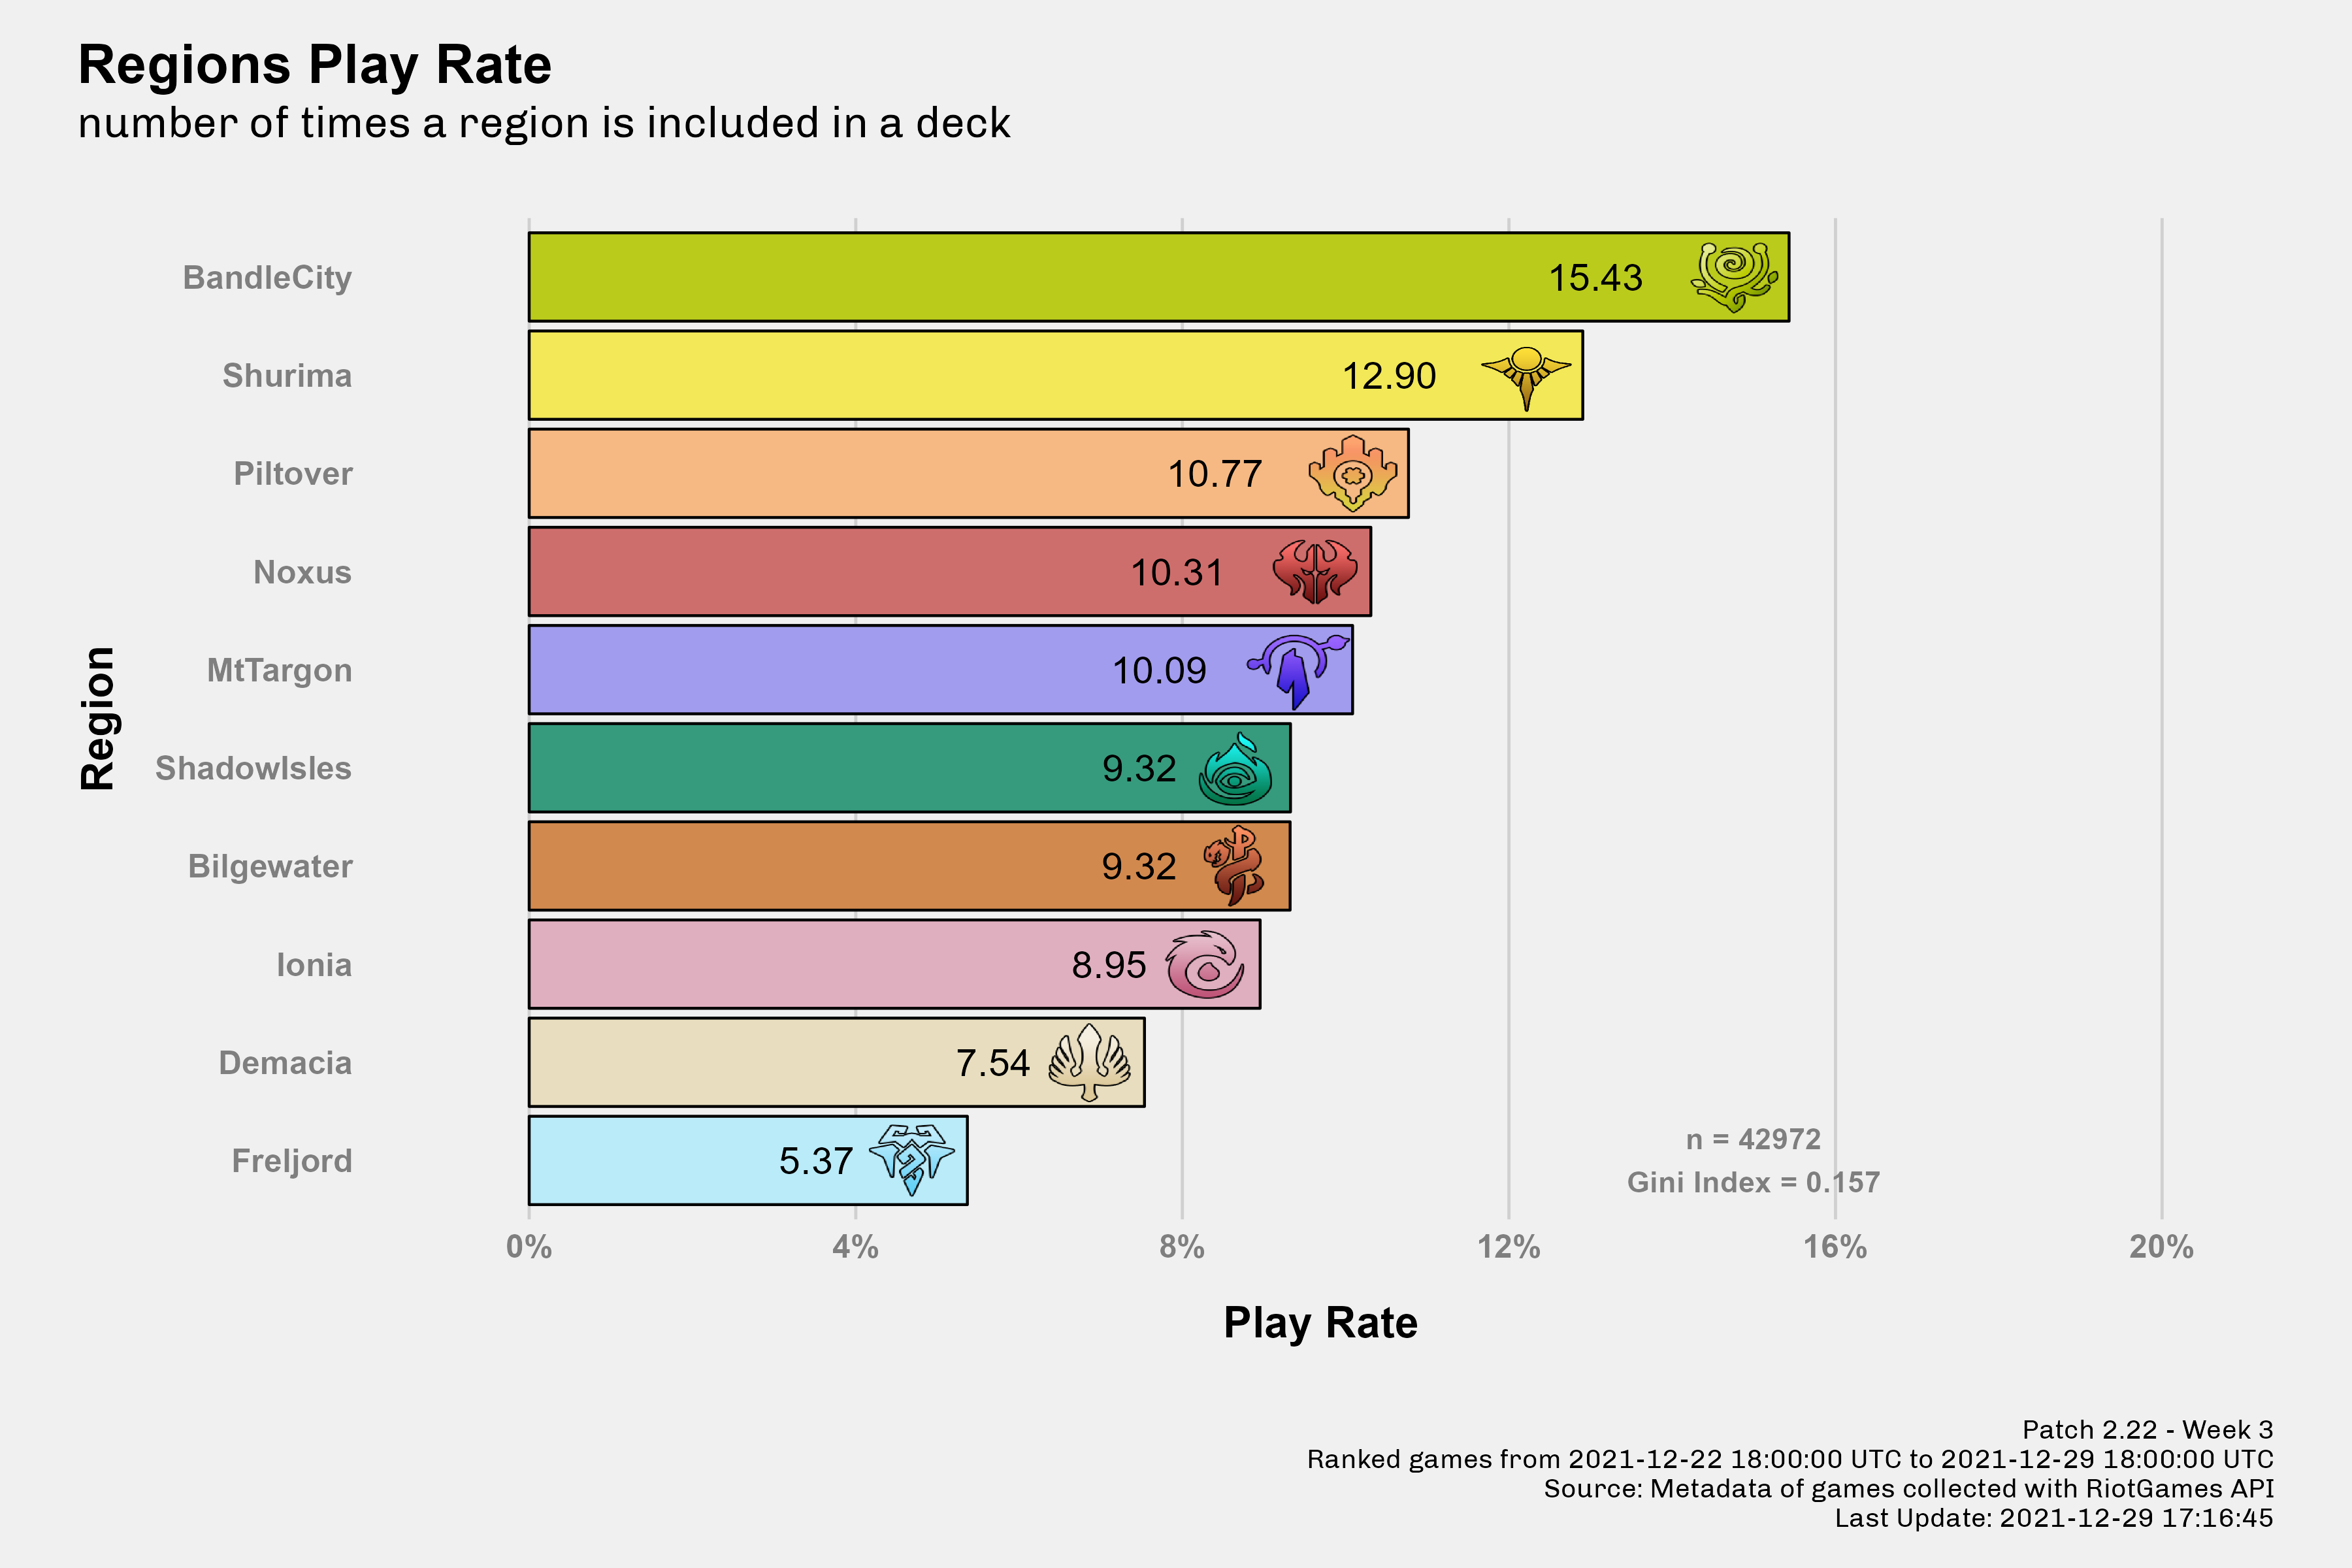 Regions Play Rate
number of times a region is included in a deck
BandleCity 15.43
Shurima 12.90
Piltover 10.77
Noxus 10.31
MtTargon 10.09
ShadowIsles 9.32
Bilgewater 9.32
Ionia 8.95
Demacia 7.54
Freljord 5.37
Region
n = 42972
Gini Index = 0.157
0% 4% 8% 12% 16% 20%
Play Rate
Patch 2.22 - Week 3
Ranked games from 2021-12-22 18:00:00 UTC to 2021-12-29 18:00:00 UTC
Source: Metadata of games collected with RiotGames API
Last Update: 2021-12-29 17:16:45